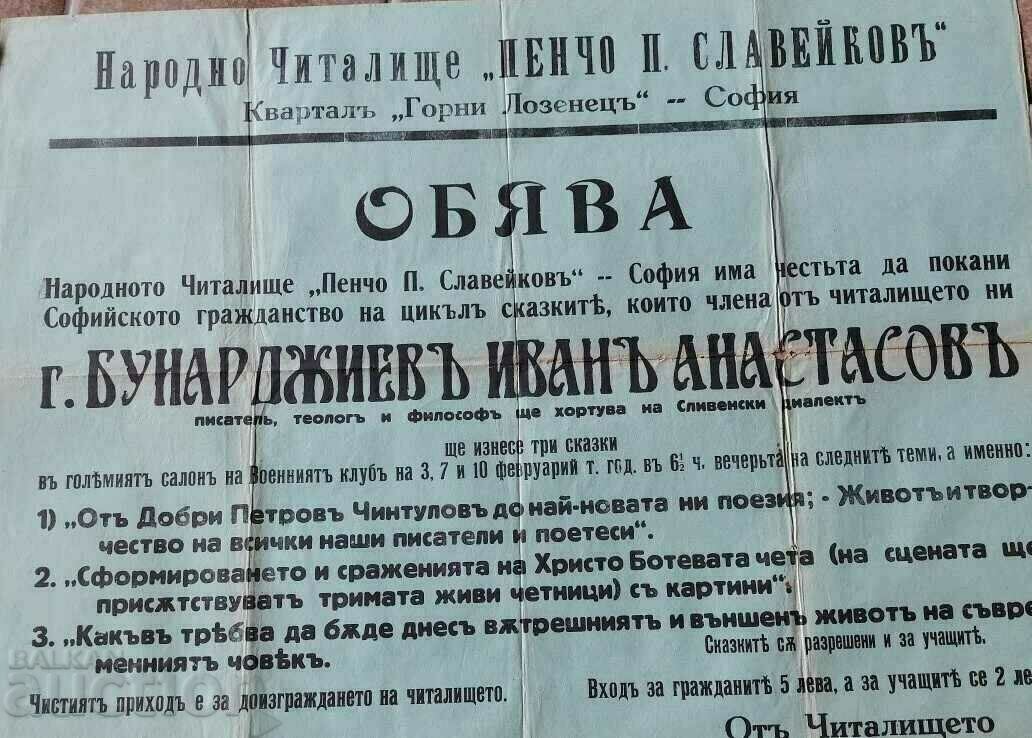 Народно Читалище „ПЕНЧО П. СЛАВЕЙКОВЪ“
Кварталъ „Горни Лозенецъ“ -- София
ОБЯВА
Народното Читалище „Пенчо П. Славейковъ“ -- София има честьта да покани
Софийското гражданство на цикълъ сказкитѣ, които члена отъ читалището ни
г. БУНАРДЖИЕВЪ ИВАНЪ АНАСТАСОВЪ
писатель, теологъ и философъ ще хортува на Сливенски диалектъ
ще изнесе три сказки
въ голѣмиятъ салонъ на Военниятъ клубъ на 3, 7 и 10 февруарий т. год. въ 6½ ч. вечерьта на следнитѣ теми, а именно:
1) „Отъ Добри Петровъ Чинтуловъ до най-новата ни поезия; - Животъ и твор-
чество на всички наши писатели и поетеси“.
2. „Сформироването и сраженията на Христо Ботевата чета (на сцената ще
присѫтствуватъ тримата живи четници) съ картини“:
3. „Какъвъ трѣбва да бѫде днесъ вѫтрешниятъ и външенъ животъ на съвре-
менниятъ човѣкъ.
Сказкитѣ сѫ разрешени и за учащитѣ.
Чистиятъ приходъ е за доизграждането на читалището.
Входъ за гражданитѣ 5 лева, а за учащитѣ се 2 ле
Отъ Читалището
BALKAN
auction